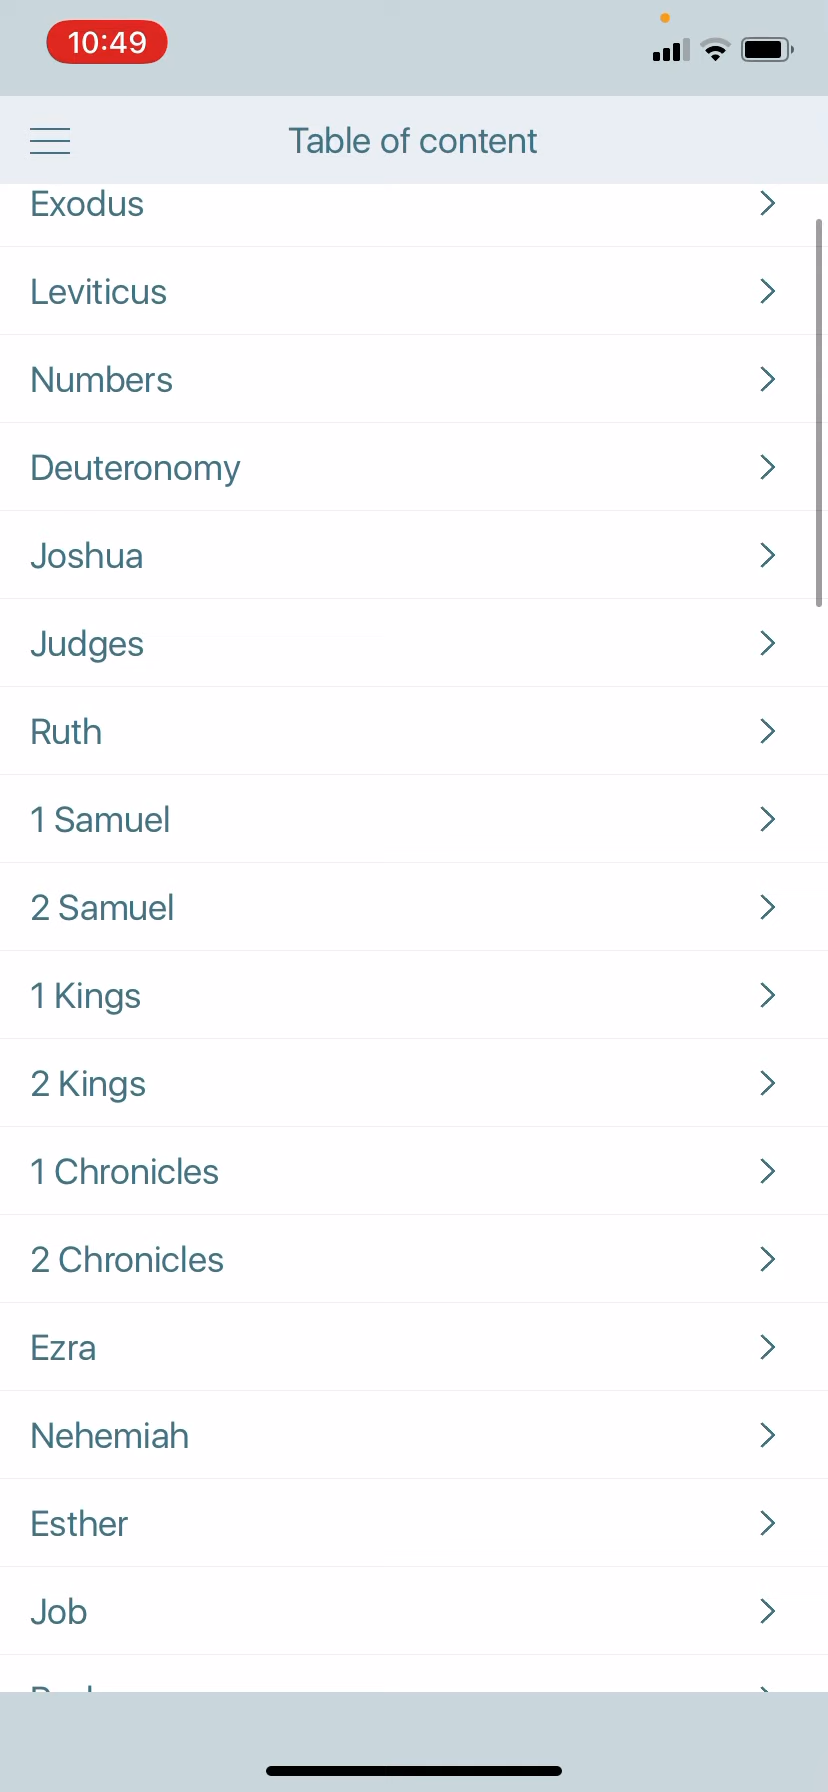 10:49
Table of content
Exodus
Leviticus
Numbers
Deuteronomy
Joshua
Judges
Ruth
1 Samuel
2 Samuel
1 Kings
2 Kings
1 Chronicles
2 Chronicles
Ezra
Nehemiah
Esther
Job